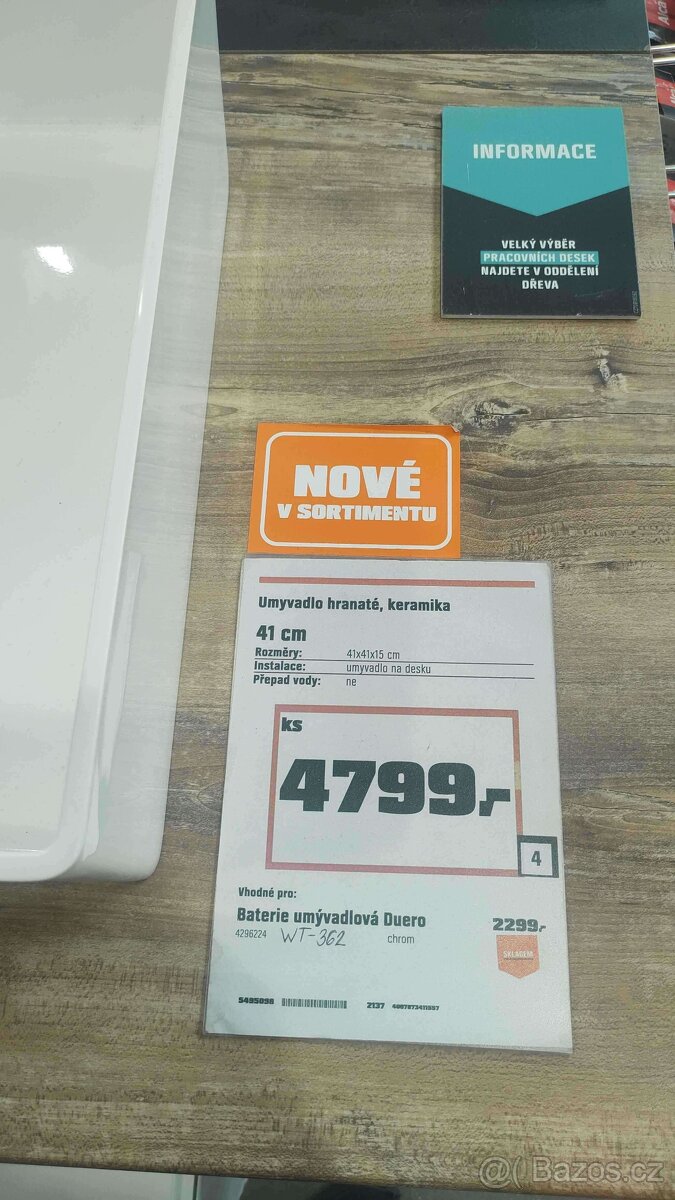 INFORMACE
VELKÝ VÝBĚR
PRACOVNÍCH DESEK
NAJDETE V ODDĚLENÍ
DŘEVA
NOVÉ
V SORTIMENTU
Umyvadlo hranaté, keramika
41 cm
Rozměry: 41x41x15 cm
Instalace: umyvadlo na desku
Přepad vody: ne
ks
4799,-
4
Vhodné pro:
Baterie umývadlová Duero 2299,-
4296224 WT-362 chrom
SKLADEM
5495098 2137 4007873411597
@ Bazos.cz